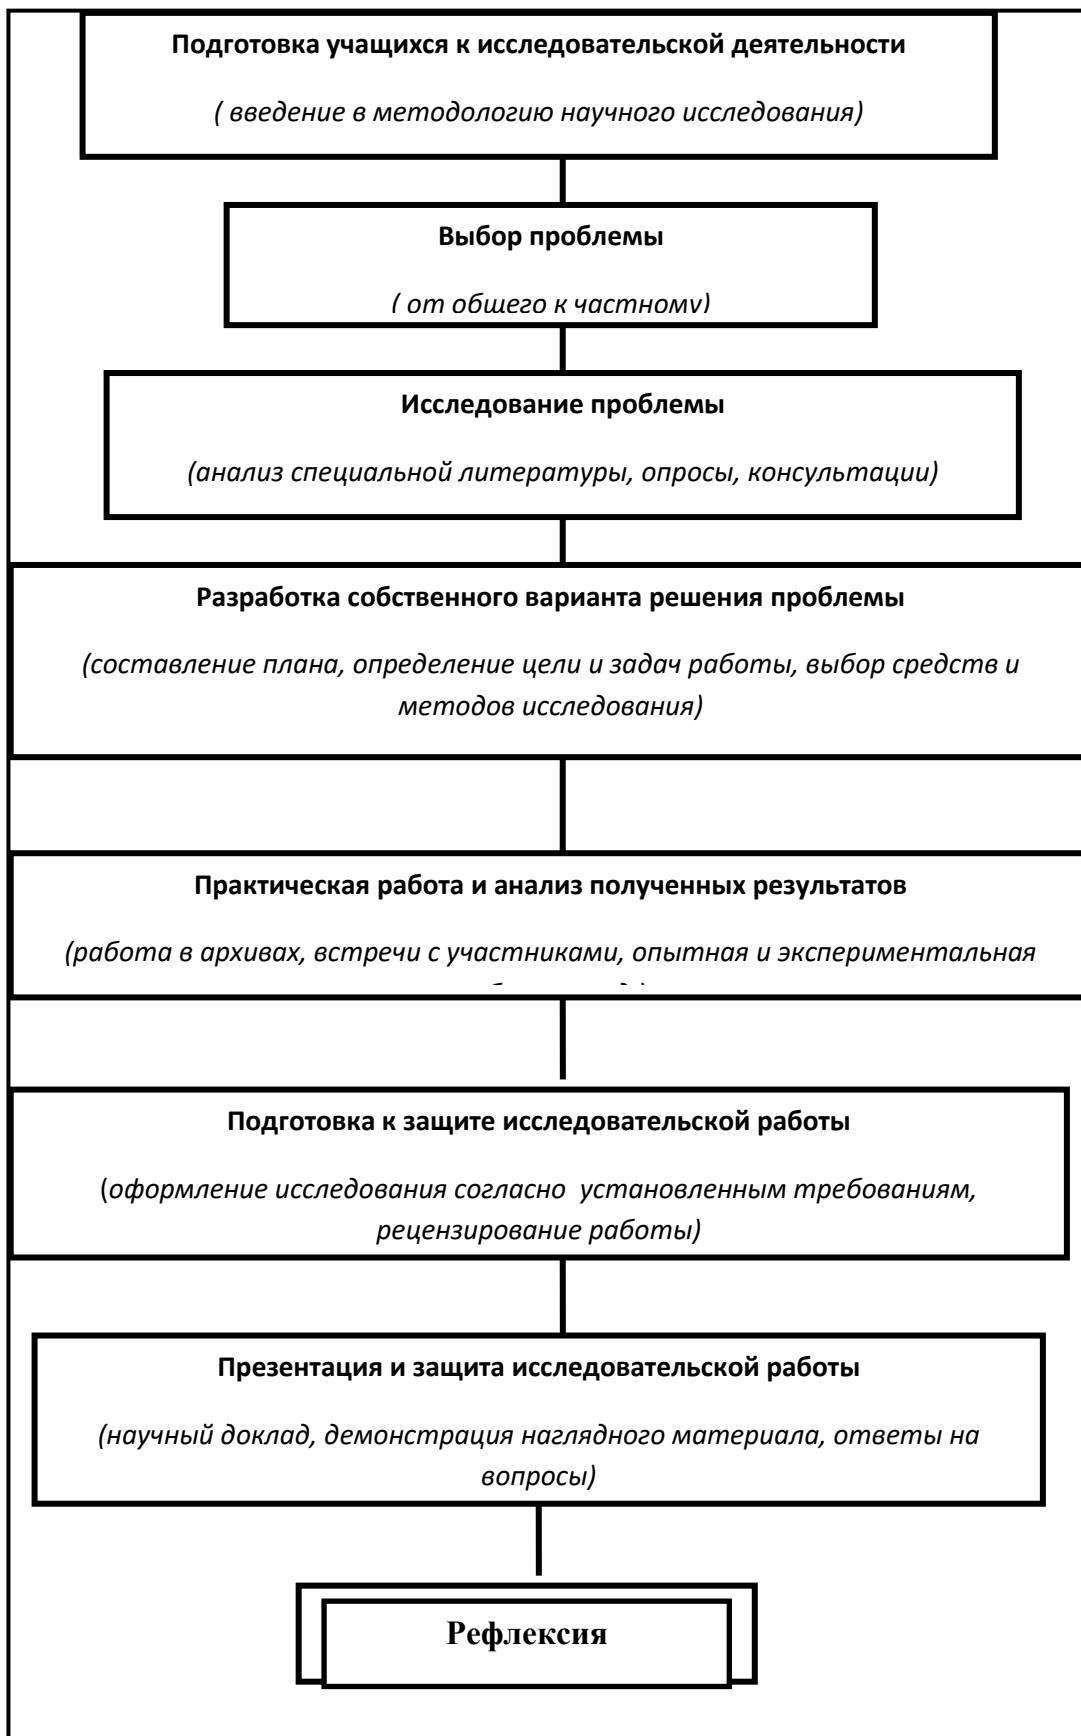 Подготовка учащихся к исследовательской деятельности
( введение в методологию научного исследования)
Выбор проблемы
( от общего к частному)
Исследование проблемы
(анализ специальной литературы, опросы, консультации)
Разработка собственного варианта решения проблемы
(составление плана, определение цели и задач работы, выбор средств и
методов исследования)
Практическая работа и анализ полученных результатов
(работа в архивах, встречи с участниками, опытная и экспериментальная
Подготовка к защите исследовательской работы
(оформление исследования согласно  установленным требованиям,
рецензирование работы)
Презентация и защита исследовательской работы
(научный доклад, демонстрация наглядного материала, ответы на
вопросы)
Рефлексия